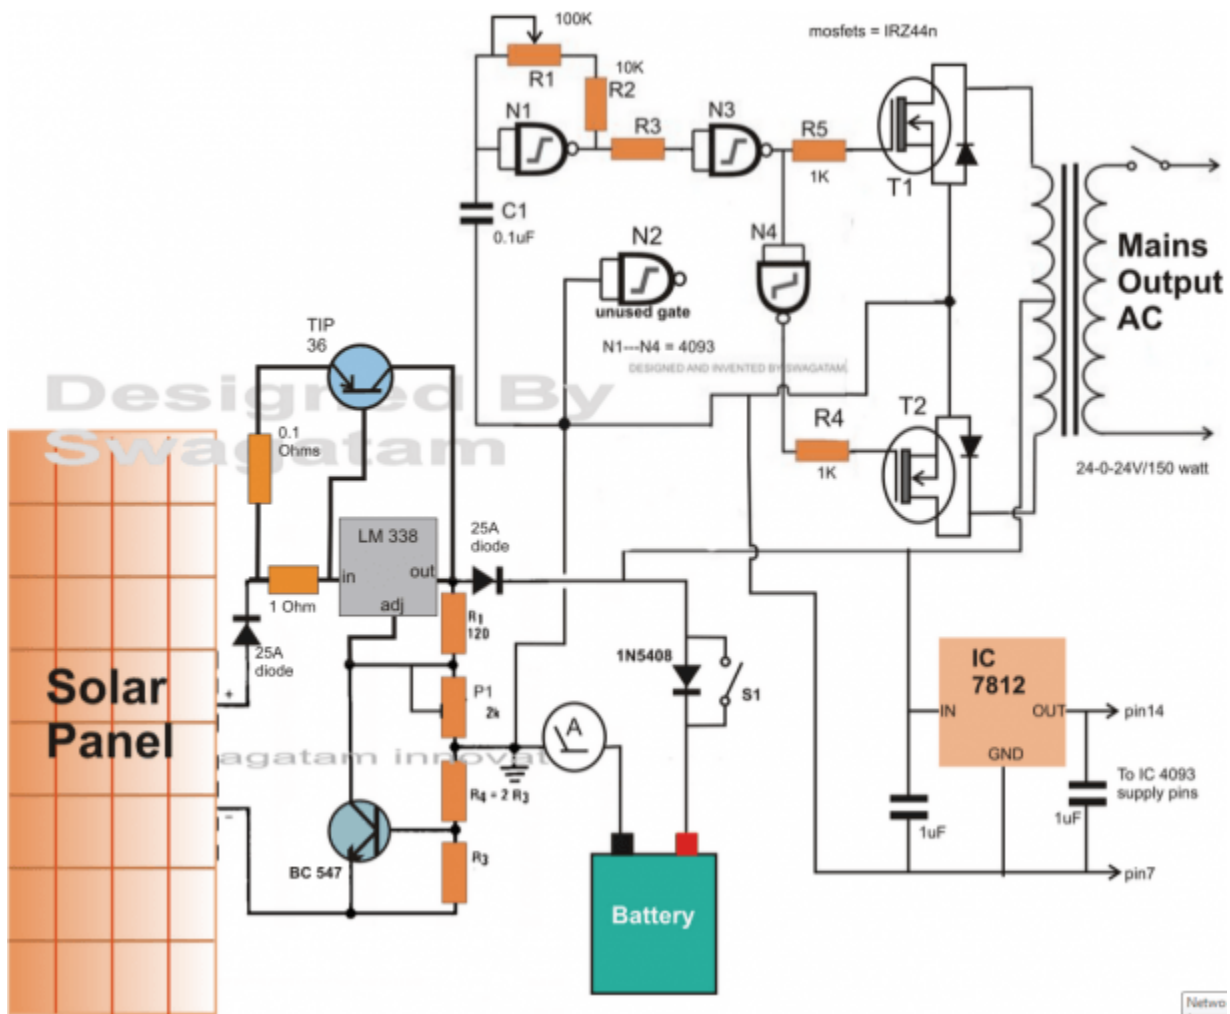 100K
mosfets = IRZ44n
R1
10K
R2
N1
R3
N3
R5
1K
T1
C1
0.1uF
N2
unused gate
N4
Mains
Output
AC
N1---N4 = 4093
DESIGNED AND INVENTED BY SWAGATAM.
TIP
36
Designed By
Swagatam
0.1
Ohms
R4
1K
T2
24-0-24V/150 watt
LM 338
in
out
adj
25A
diode
1 Ohm
R1
120
25A
diode
1N5408
S1
IC
7812
IN
OUT
GND
pin14
To IC 4093
supply pins
1uF
1uF
pin7
Solar
Panel
+
−
P1
2k
A
agatam innovat
R4 = 2 R3
R3
BC 547
Battery
Netwo